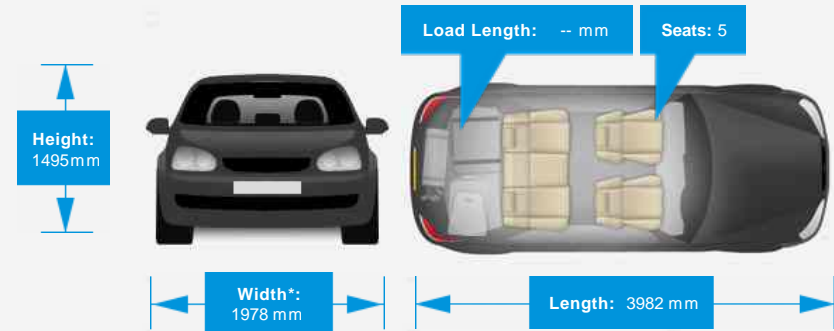 Load Length: -- mm
Seats: 5
Height:
1495mm
Width*:
1978 mm
Length: 3982 mm